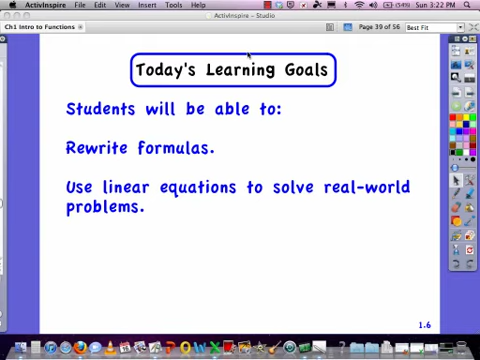 ActivInspire File Edit View Insert Tools Help (54%) Sun 3:22 PM
ActivInspire - Studio
Ch1 Intro to Functions Page 39 of 56 Best Fit
Today's Learning Goals
Students will be able to:
Rewrite formulas.
Use linear equations to solve real-world
problems.
1.6